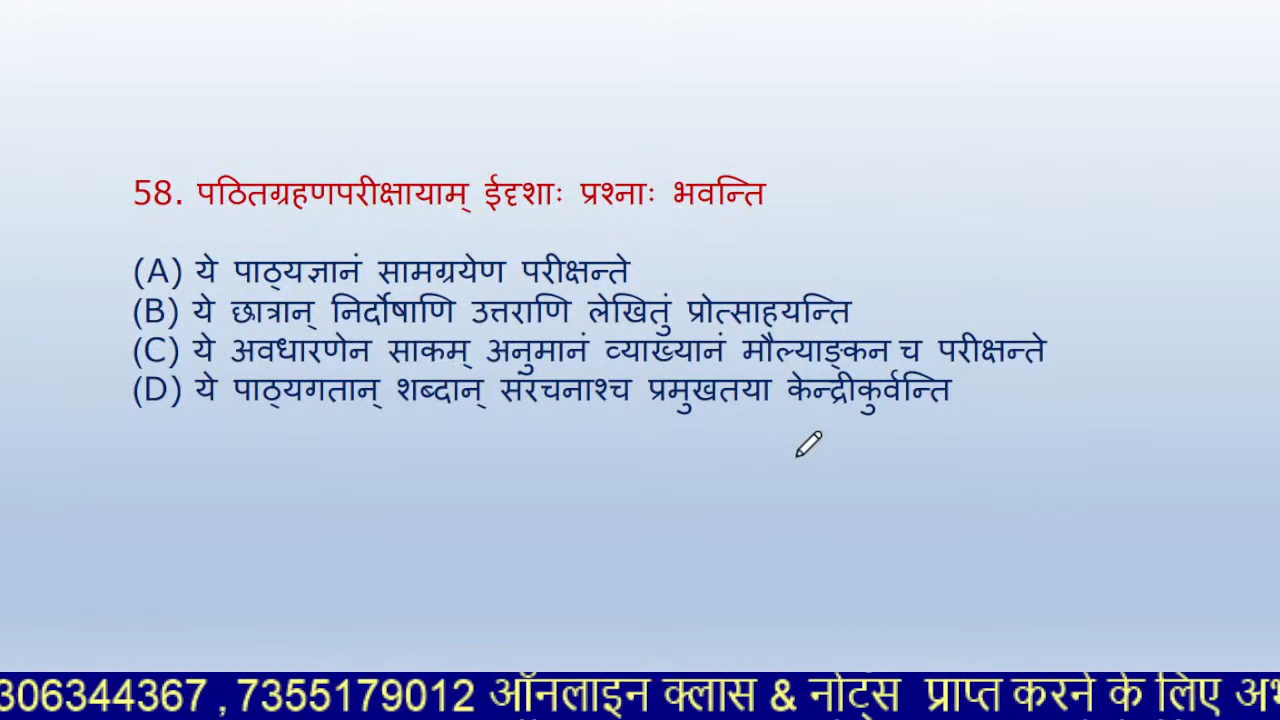 58. पठितग्रहणपरीक्षायाम् ईदृशाः प्रश्नाः भवन्ति
(A) ये पाठ्यज्ञानं सामग्रयेण परीक्षन्ते
(B) ये छात्रान् निर्दोषाणि उत्तराणि लेखितुं प्रोत्साहयन्ति
(C) ये अवधारणेन साकम् अनुमानं व्याख्यानं मौल्याङ्कन च परीक्षन्ते
(D) ये पाठ्यगतान् शब्दान् संरचनाश्च प्रमुखतया केन्द्रीकुर्वन्ति
306344367 , 7355179012 ऑनलाइन क्लास & नोट्स प्राप्त करने के लिए अभ